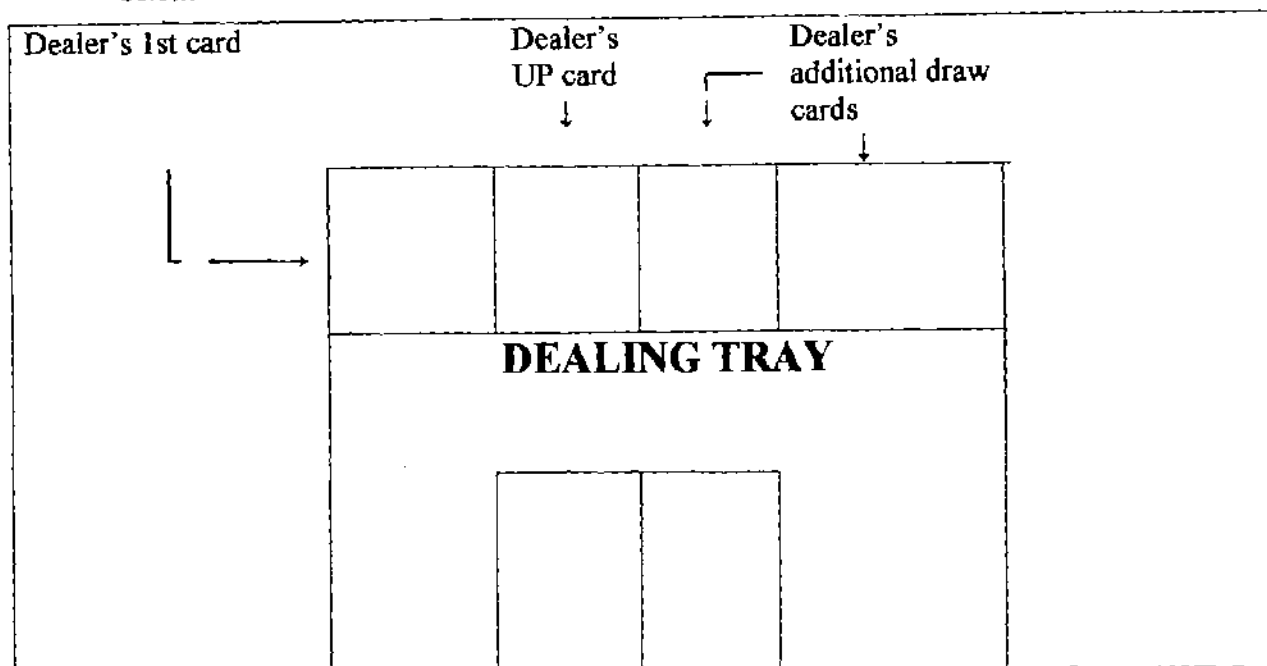 Dealer's 1st card
Dealer's
UP card
Dealer's
additional draw
cards
DEALING TRAY